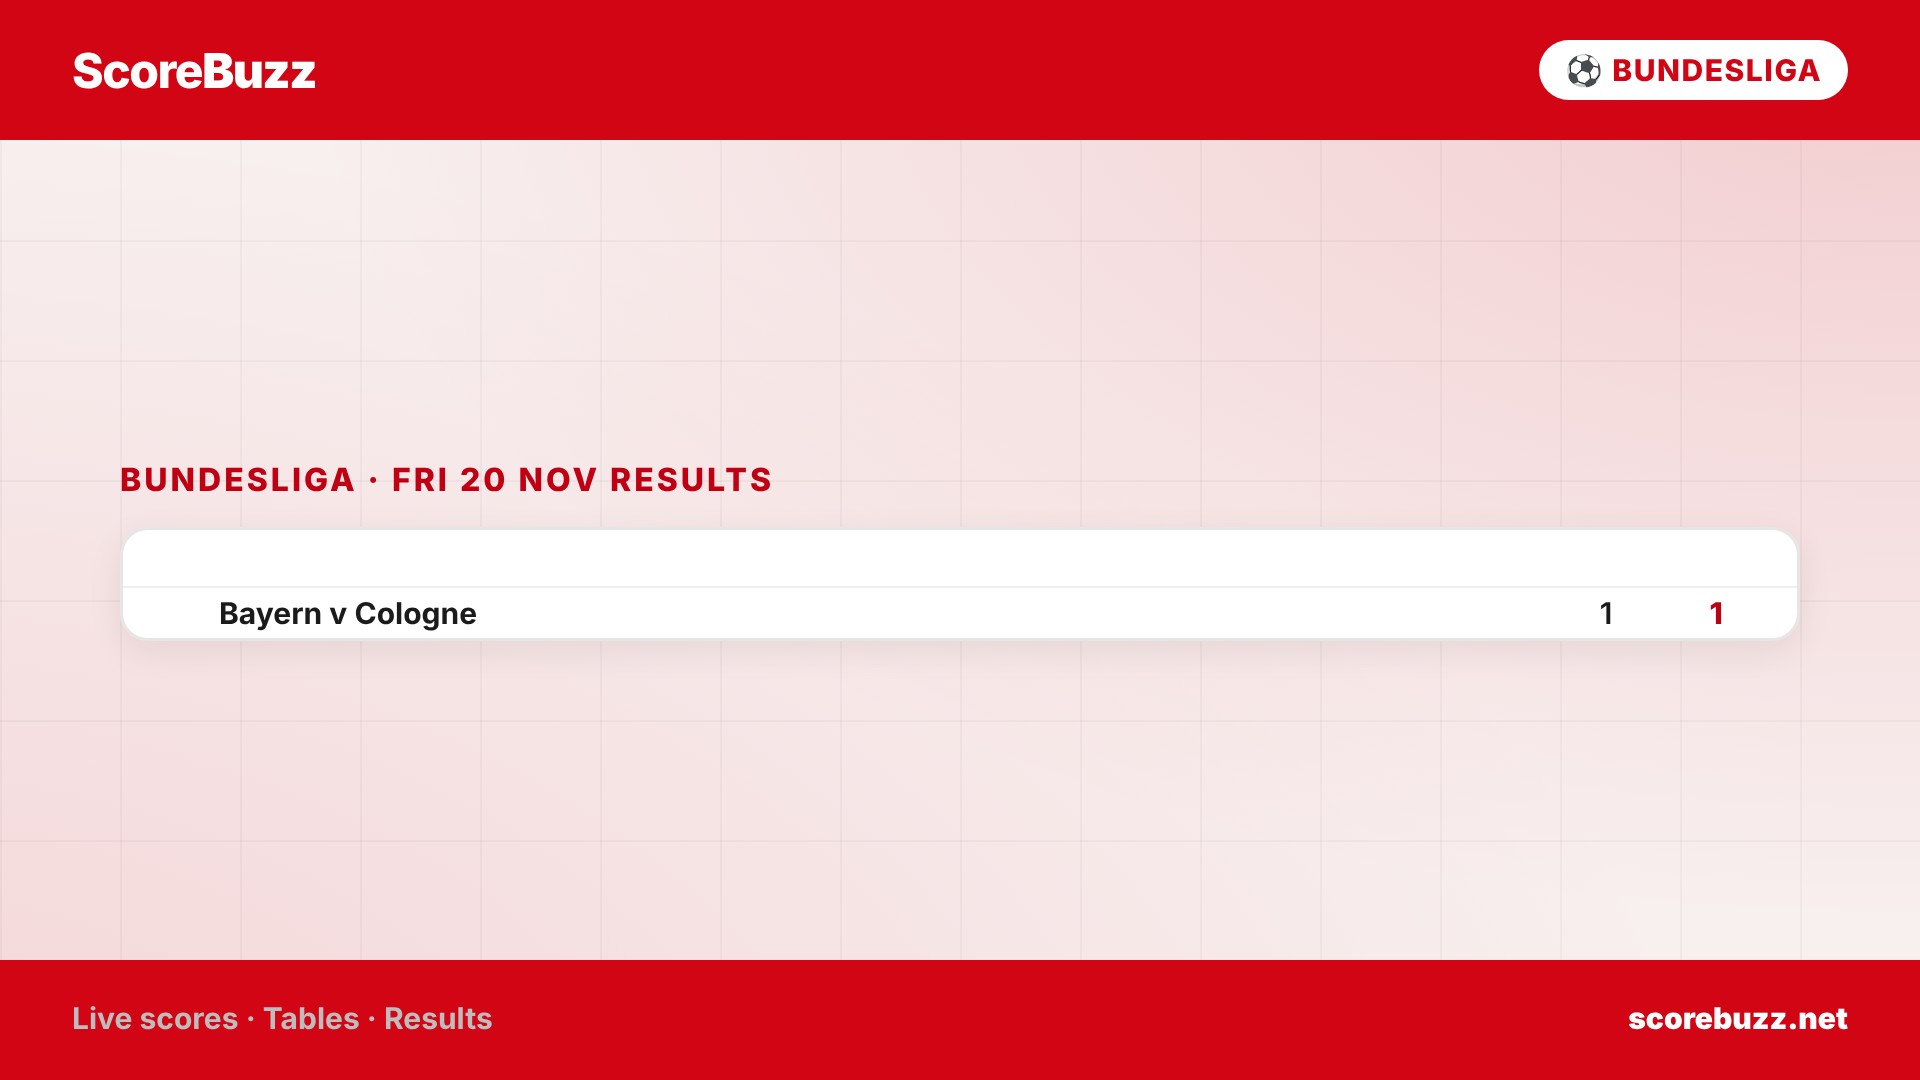 ScoreBuzz
⚽ BUNDESLIGA
BUNDESLIGA · FRI 20 NOV RESULTS
Bayern v Cologne 1 1
Live scores · Tables · Results
scorebuzz.net